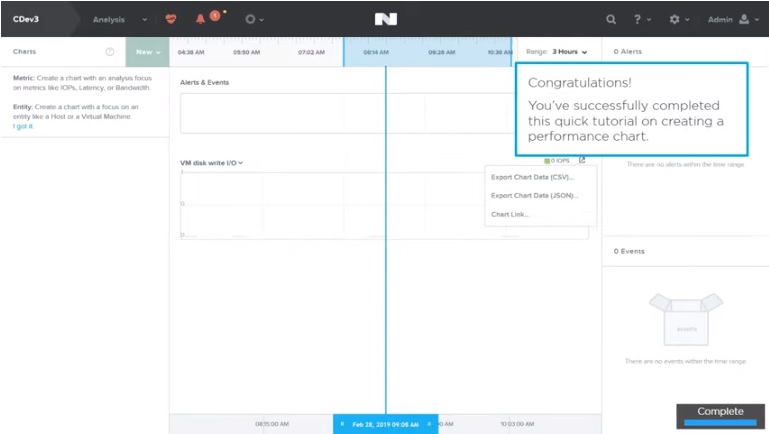 CDev3
Analysis
1
?
Admin
Charts
?
New
04:38 AM 05:50 AM 07:02 AM 08:14 AM 09:26 AM 10:38 AM
Range: 3 Hours
0 Alerts
Metric: Create a chart with an analysis focus
on metrics like IOPs, Latency, or Bandwidth.
Entity: Create a chart with a focus on an
entity like a Host or a Virtual Machine.
I got it.
Alerts & Events
Congratulations!
You've successfully completed
this quick tutorial on creating a
performance chart.
There are no alerts within the time range.
VM disk write I/O
0 IOPS
1
0
0
Export Chart Data (CSV)...
Export Chart Data (JSON)...
Chart Link...
0 Events
There are no events within the time range.
08:15:00 AM
Feb 28, 2019 09:08 AM
00 AM
10:03:00 AM
Complete